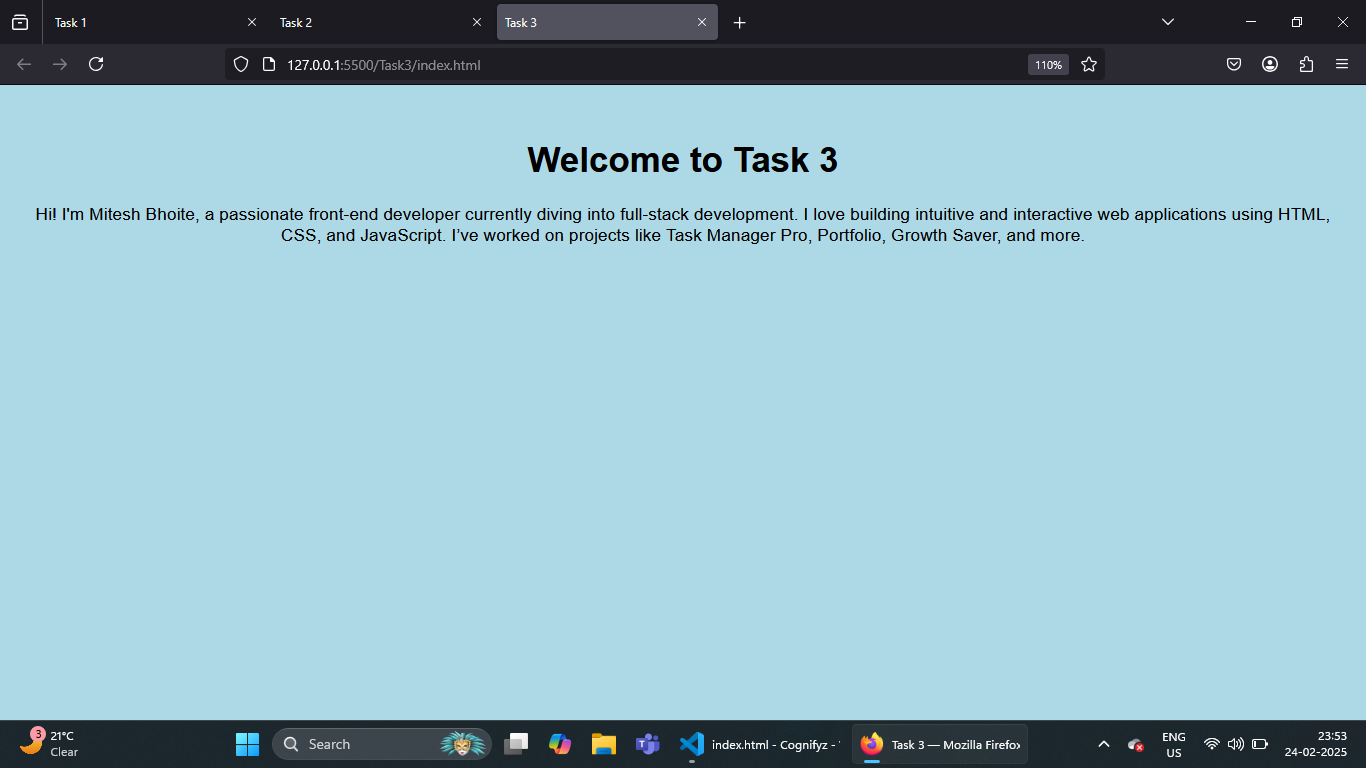 Task 1
Task 2
Task 3
127.0.0.1:5500/Task3/index.html
110%
Welcome to Task 3
Hi! I'm Mitesh Bhoite, a passionate front-end developer currently diving into full-stack development. I love building intuitive and interactive web applications using HTML,
CSS, and JavaScript. I’ve worked on projects like Task Manager Pro, Portfolio, Growth Saver, and more.
3
21°C
Clear
Search
index.html - Cognifyz -
Task 3 — Mozilla Firefox
ENG
US
23:53
24-02-2025